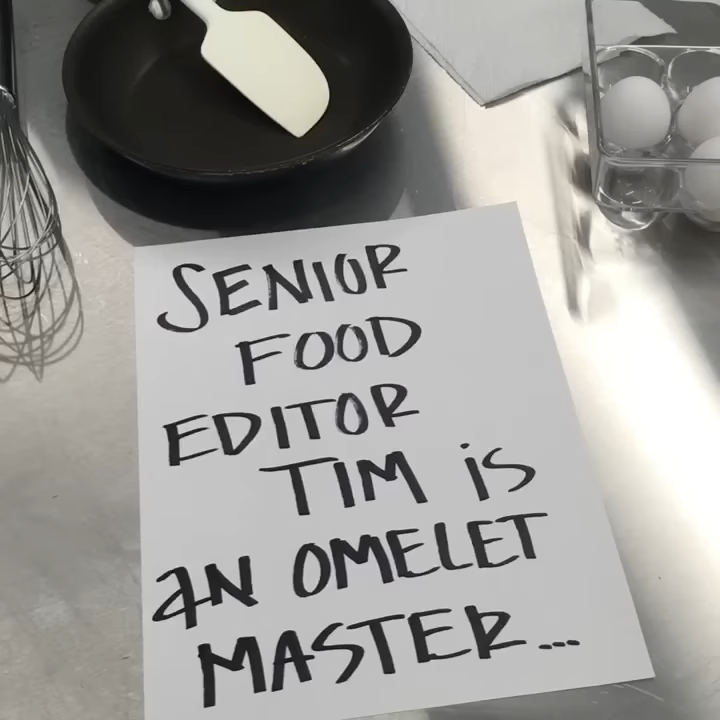 SENIOR
FOOD
EDITOR
TIM is
AN OMELET
MASTER...